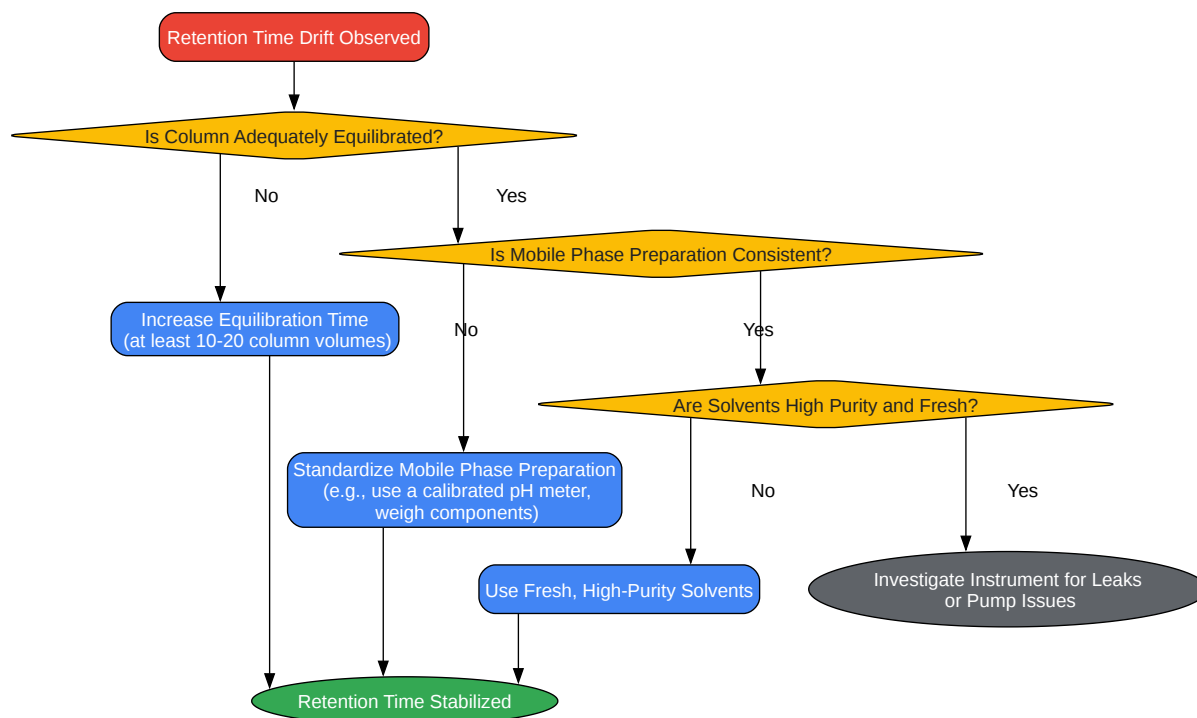 Retention Time Drift Observed
Is Column Adequately Equilibrated?
No
Yes
Is Mobile Phase Preparation Consistent?
Increase Equilibration Time
(at least 10-20 column volumes)
No
Yes
Are Solvents High Purity and Fresh?
Standardize Mobile Phase Preparation
(e.g., use a calibrated pH meter,
weigh components)
No
Yes
Use Fresh, High-Purity Solvents
Investigate Instrument for Leaks
or Pump Issues
Retention Time Stabilized